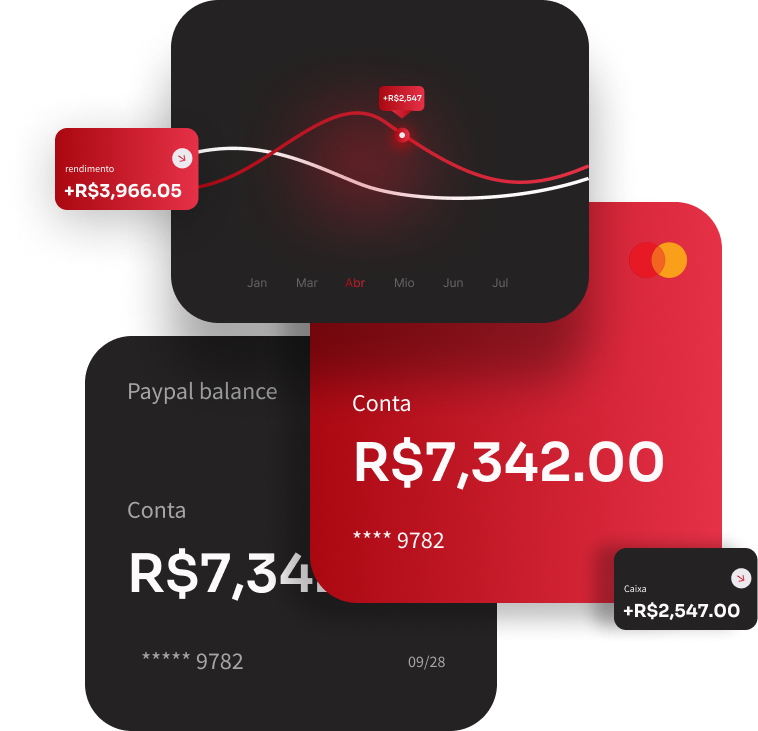 +R$2,547
rendimento
+R$3,966.05
Jan Mar Abr Mio Jun Jul
Paypal balance
Conta
R$7,342.00
**** 9782
Conta
R$7,34
***** 9782
09/28
Caixa
+R$2,547.00